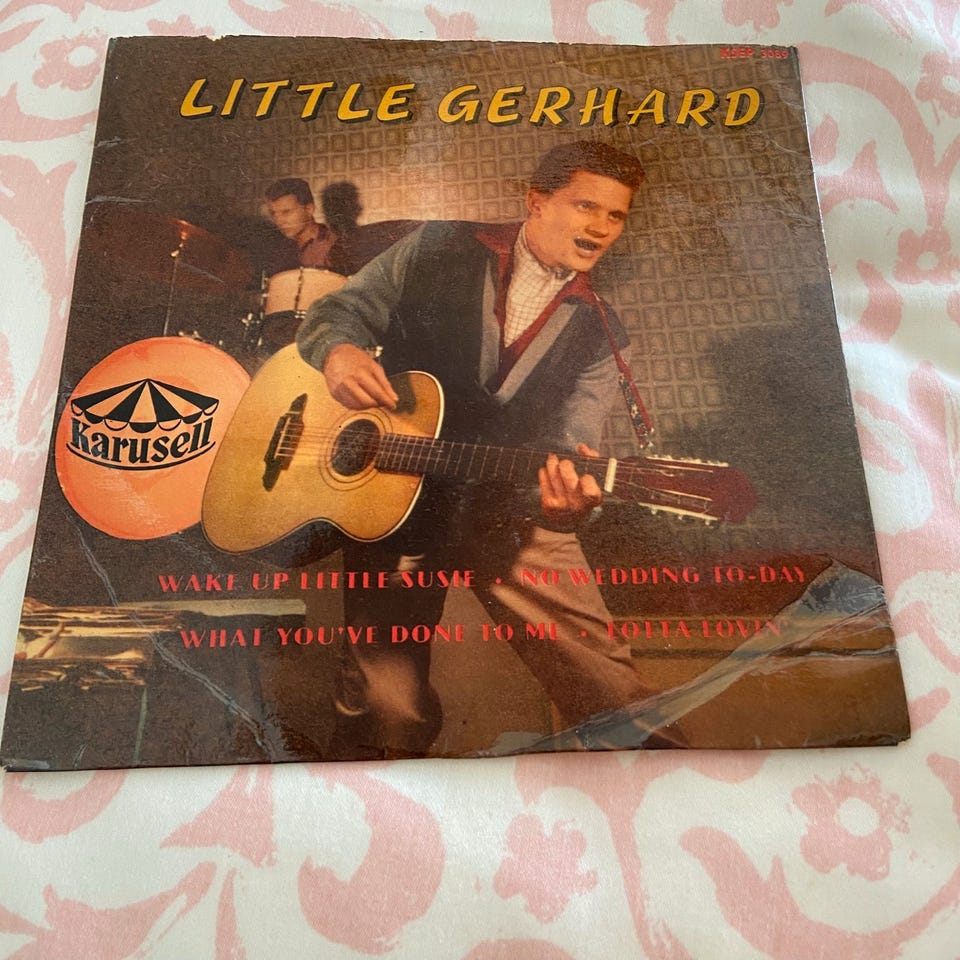 KSEP 3039
LITTLE GERHARD
Karusell
WAKE UP LITTLE SUSIE • NO WEDDING TO-DAY
WHAT YOU'VE DONE TO ME • LOTTA LOVIN'